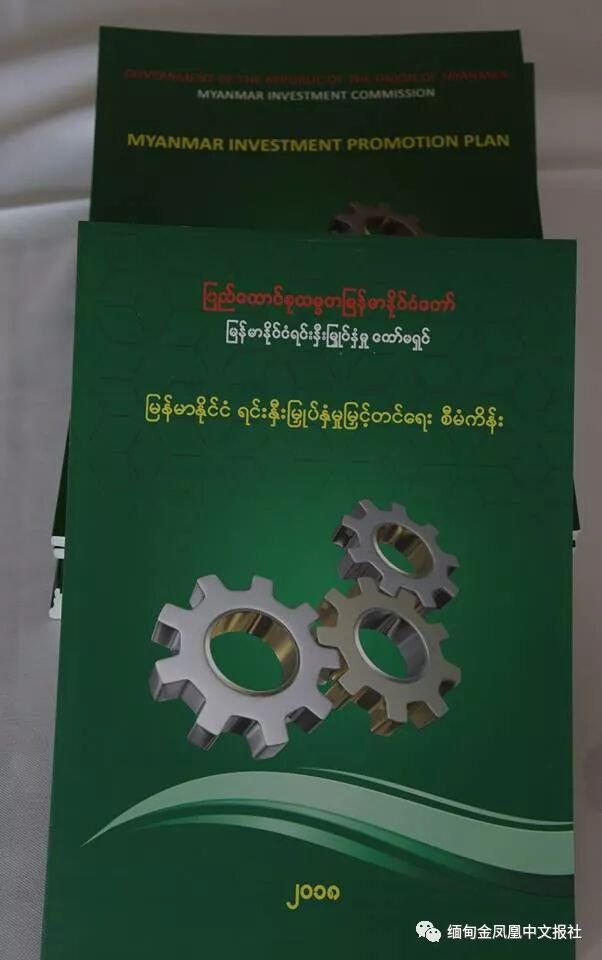 GOVERNMENT OF THE REPUBLIC OF THE UNION OF MYANMAR
MYANMAR INVESTMENT COMMISSION
MYANMAR INVESTMENT PROMOTION PLAN
ပြည်ထောင်စုသမ္မတမြန်မာနိုင်ငံတော်
မြန်မာနိုင်ငံရင်းနှီးမြှုပ်နှံမှု ကော်မရှင်
မြန်မာနိုင်ငံ ရင်းနှီးမြှုပ်နှံမှုမြှင့်တင်ရေး စီမံကိန်း
၂၀၁၈
缅甸金凤凰中文报社